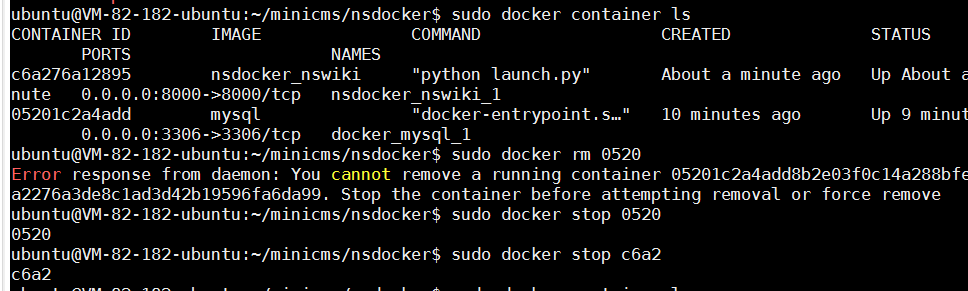 ubuntu@VM-82-182-ubuntu:~/minicms/nsdocker$ sudo docker container ls
CONTAINER ID        IMAGE               COMMAND                  CREATED              STATUS
       PORTS                    NAMES
c6a276a12895        nsdocker_nswiki     "python launch.py"       About a minute ago   Up About a
nute   0.0.0.0:8000->8000/tcp   nsdocker_nswiki_1
05201c2a4add        mysql               "docker-entrypoint.s…"   10 minutes ago       Up 9 minut
       0.0.0.0:3306->3306/tcp   docker_mysql_1
ubuntu@VM-82-182-ubuntu:~/minicms/nsdocker$ sudo docker rm 0520
Error response from daemon: You cannot remove a running container 05201c2a4add8b2e03f0c14a288bfe
a2276a3de8c1ad3d42b19596fa6da99. Stop the container before attempting removal or force remove
ubuntu@VM-82-182-ubuntu:~/minicms/nsdocker$ sudo docker stop 0520
0520
ubuntu@VM-82-182-ubuntu:~/minicms/nsdocker$ sudo docker stop c6a2
c6a2